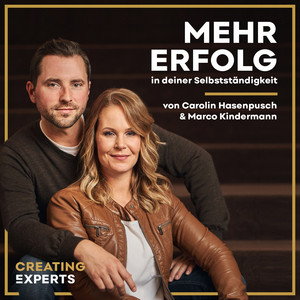 MEHR
ERFOLG
in deiner Selbstständigkeit
von Carolin Hasenpusch
& Marco Kindermann
CREATING
EXPERTS